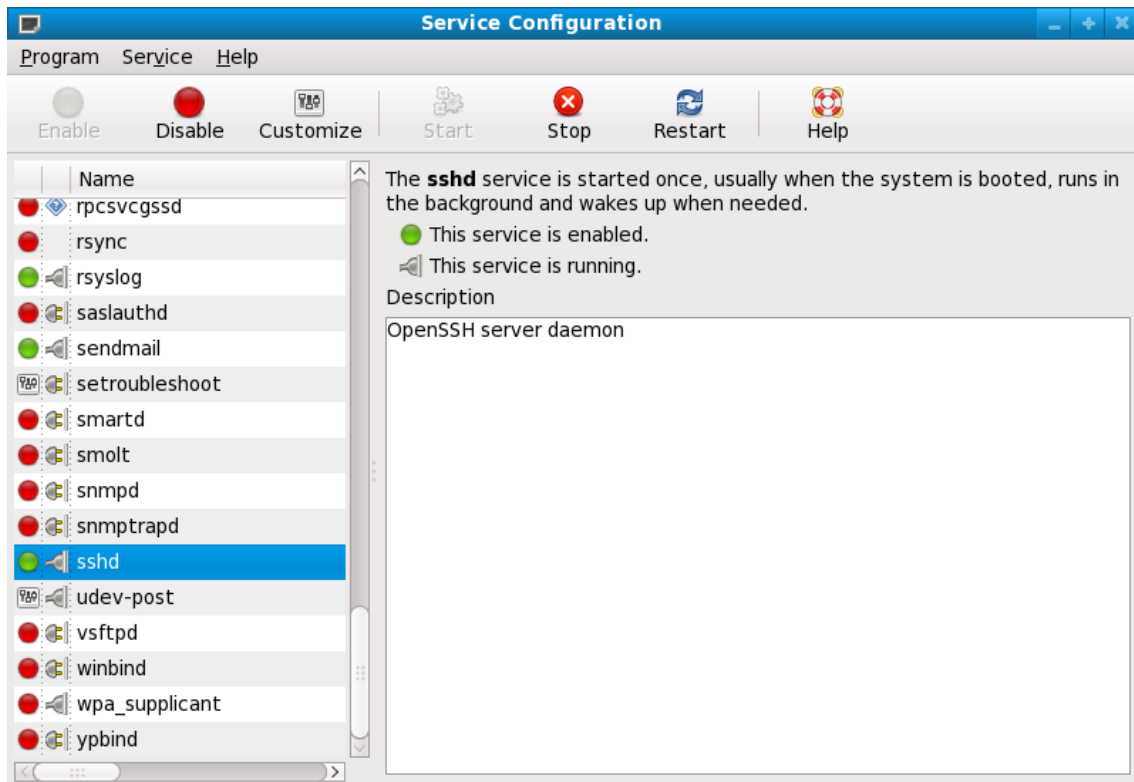 Service Configuration
Program Service Help
Enable Disable Customize Start Stop Restart Help
Name
rpcsvcgssd
rsync
rsyslog
saslauthd
sendmail
setroubleshoot
smartd
smolt
snmpd
snmptrapd
sshd
udev-post
vsftpd
winbind
wpa_supplicant
ypbind
The sshd service is started once, usually when the system is booted, runs in
the background and wakes up when needed.
This service is enabled.
This service is running.
Description
OpenSSH server daemon